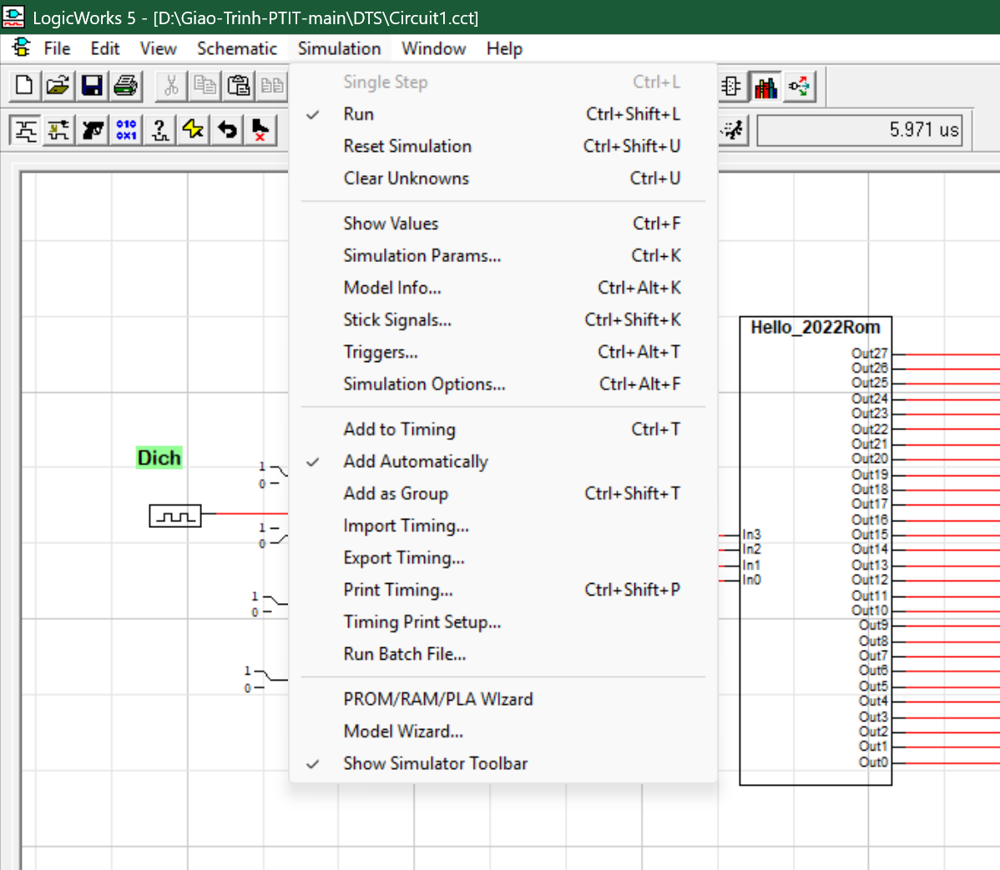 LogicWorks 5 - [D:\Giao-Trinh-PTIT-main\DTS\Circuit1.cct]
File Edit View Schematic Simulation Window Help
010
0X1
?
5.971 us
Single Step Ctrl+L
Run Ctrl+Shift+L
Reset Simulation Ctrl+Shift+U
Clear Unknowns Ctrl+U
Show Values Ctrl+F
Simulation Params... Ctrl+K
Model Info... Ctrl+Alt+K
Stick Signals... Ctrl+Shift+K
Triggers... Ctrl+Alt+T
Simulation Options... Ctrl+Alt+F
Add to Timing Ctrl+T
Add Automatically
Add as Group Ctrl+Shift+T
Import Timing...
Export Timing...
Print Timing... Ctrl+Shift+P
Timing Print Setup...
Run Batch File...
PROM/RAM/PLA WIzard
Model Wizard...
Show Simulator Toolbar
Dich
1
0
1
0
1
0
1
0
Hello_2022Rom
In3
In2
In1
In0
Out27
Out26
Out25
Out24
Out23
Out22
Out21
Out20
Out19
Out18
Out17
Out16
Out15
Out14
Out13
Out12
Out11
Out10
Out9
Out8
Out7
Out6
Out5
Out4
Out3
Out2
Out1
Out0